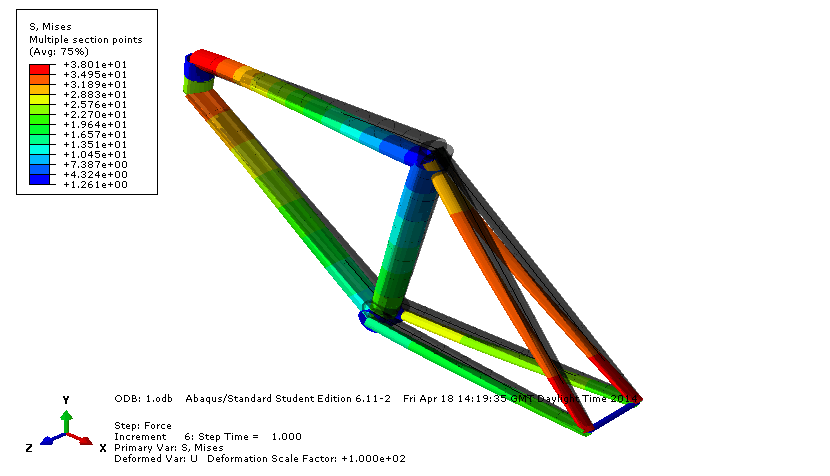 S, Mises
Multiple section points
(Avg: 75%)
+3.801e+01
+3.495e+01
+3.189e+01
+2.883e+01
+2.576e+01
+2.270e+01
+1.964e+01
+1.657e+01
+1.351e+01
+1.045e+01
+7.387e+00
+4.324e+00
+1.261e+00
Y
Z X
ODB: 1.odb Abaqus/Standard Student Edition 6.11-2 Fri Apr 18 14:19:35 GMT Daylight Time
Step: Force
Increment 6: Step Time = 1.000
Primary Var: S, Mises
Deformed Var: U Deformation Scale Factor: +1.000e+02